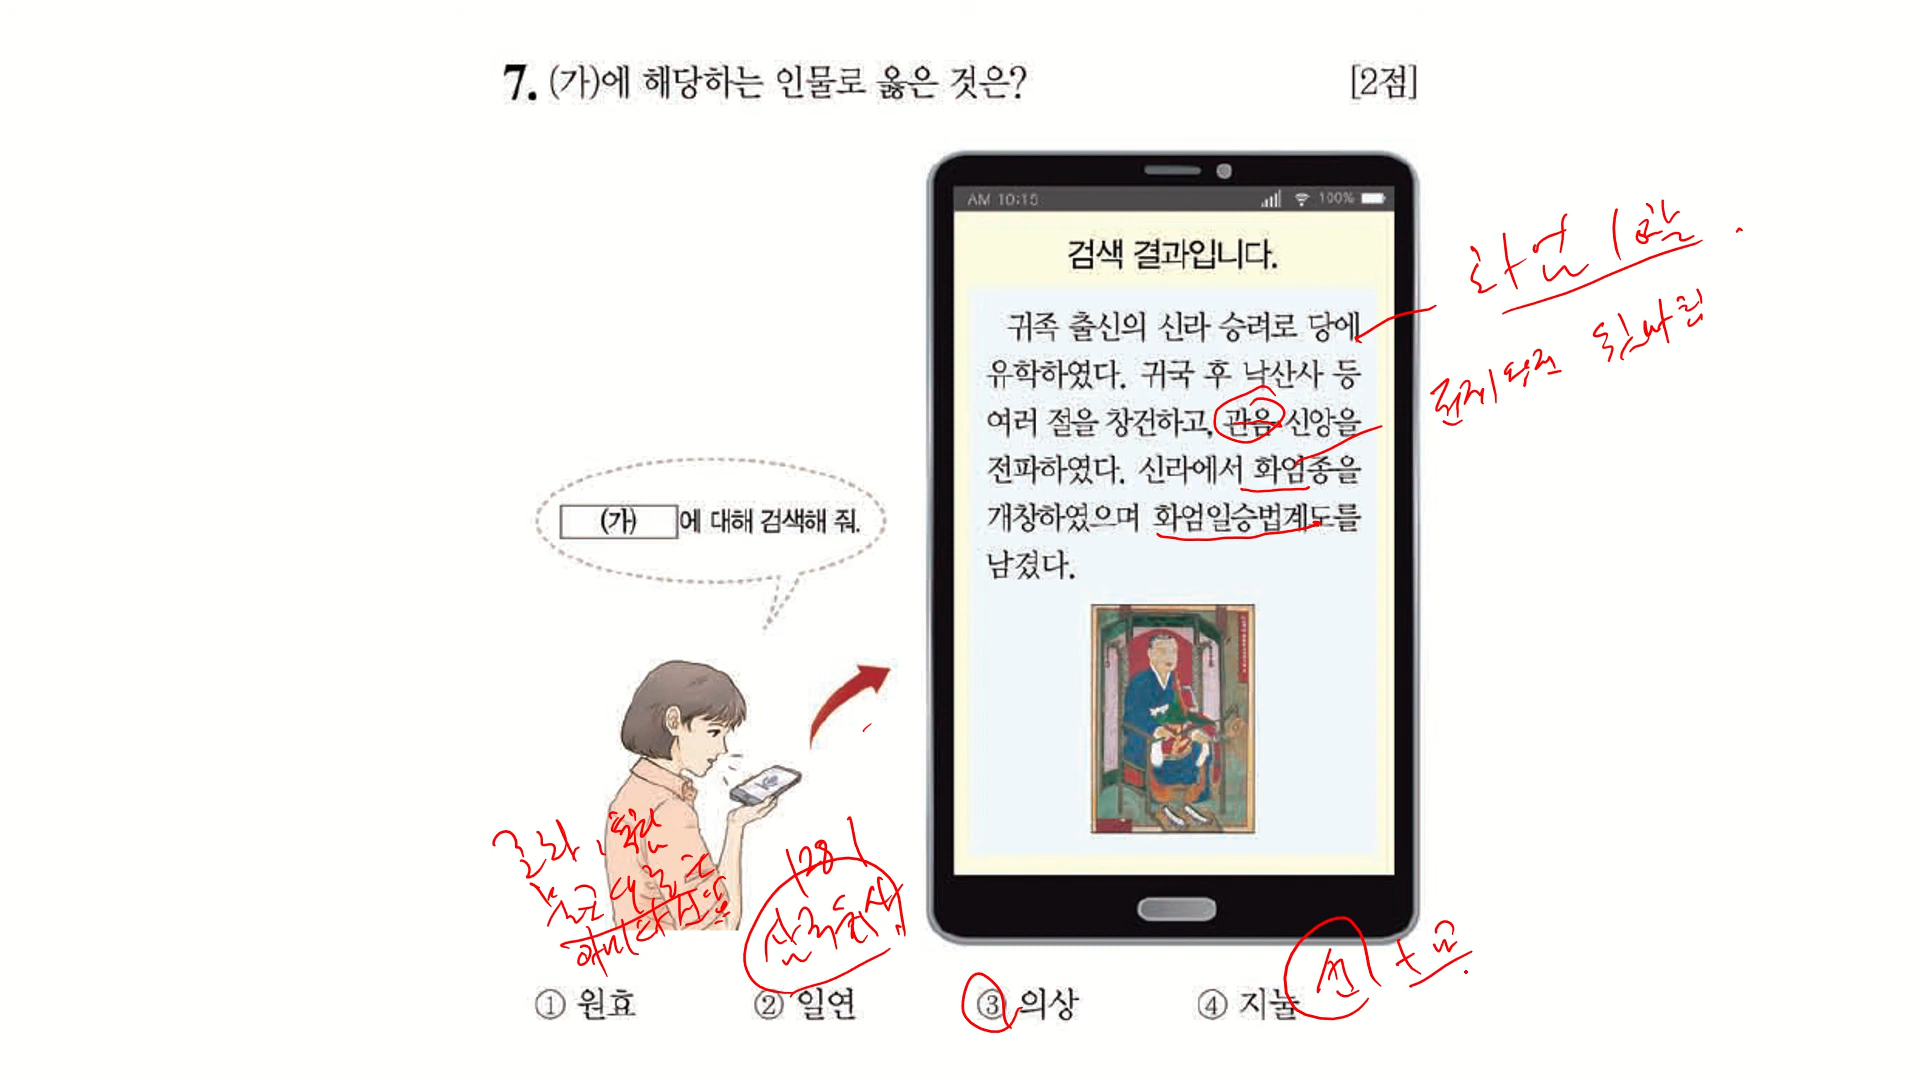 7. (가)에 해당하는 인물로 옳은 것은? [2점]
AM 10:15 100%
검색 결과입니다.
귀족 출신의 신라 승려로 당에
유학하였다. 귀국 후 낙산사 등
여러 절을 창건하고, 관음 신앙을
전파하였다. 신라에서 화엄종을
개창하였으며 화엄일승법계도를
남겼다.
(가)에 대해 검색해 줘.
1281
삼국유사
① 원효 ② 일연 ③ 의상 ④ 지눌